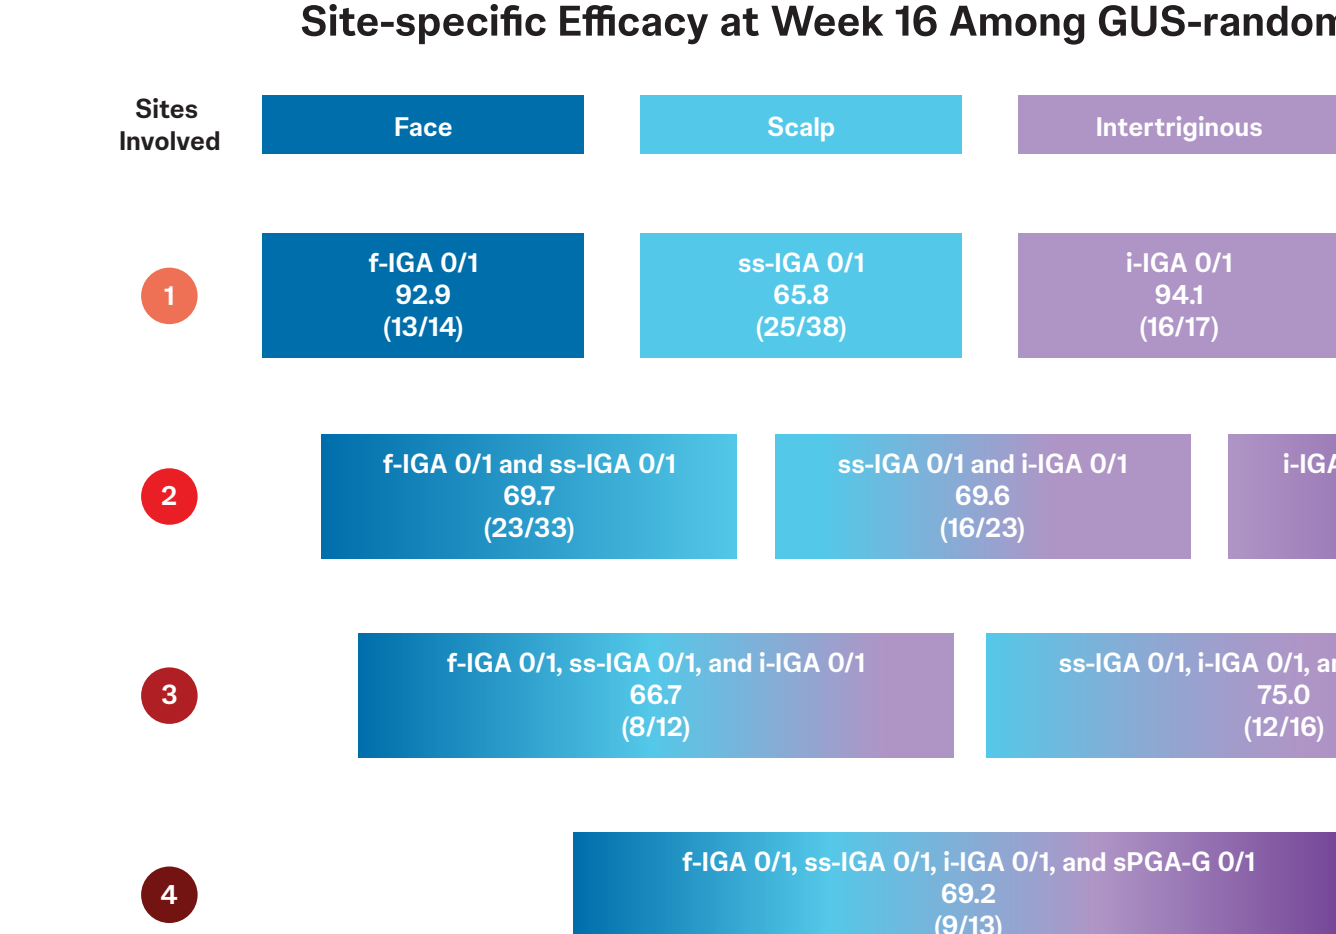 Site-specific Efficacy at Week 16 Among GUS-random
Sites
Involved
Face
Scalp
Intertriginous
1
f-IGA 0/1
92.9
(13/14)
ss-IGA 0/1
65.8
(25/38)
i-IGA 0/1
94.1
(16/17)
2
f-IGA 0/1 and ss-IGA 0/1
69.7
(23/33)
ss-IGA 0/1 and i-IGA 0/1
69.6
(16/23)
i-IGA
3
f-IGA 0/1, ss-IGA 0/1, and i-IGA 0/1
66.7
(8/12)
ss-IGA 0/1, i-IGA 0/1,
75.0
(12/16)
4
f-IGA 0/1, ss-IGA 0/1, i-IGA 0/1, and sPGA-G 0/1
69.2
(9/13)